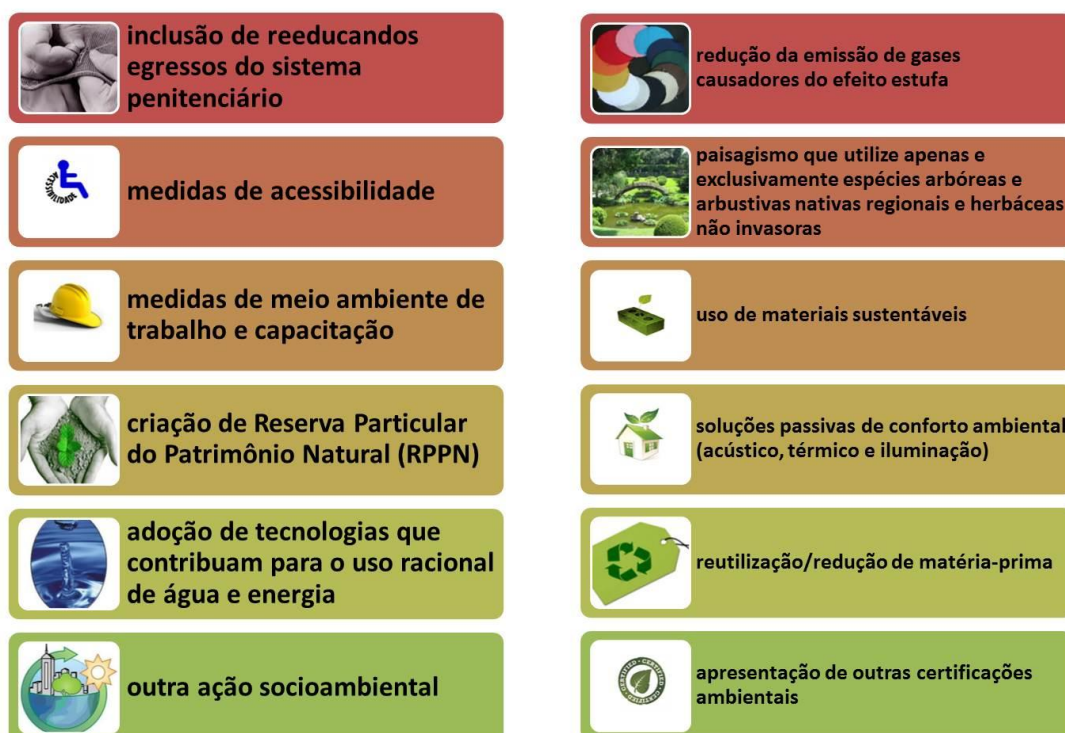 inclusão de reeducandos
egressos do sistema
penitenciário
ACESSIBILIDADE
medidas de acessibilidade
medidas de meio ambiente de
trabalho e capacitação
criação de Reserva Particular
do Patrimônio Natural (RPPN)
adoção de tecnologias que
contribuam para o uso racional
de água e energia
outra ação socioambiental
redução da emissão de gases
causadores do efeito estufa
paisagismo que utilize apenas e
exclusivamente espécies arbóreas e
arbustivas nativas regionais e herbáceas
não invasoras
uso de materiais sustentáveis
soluções passivas de conforto ambiental
(acústico, térmico e iluminação)
reutilização/redução de matéria-prima
CERTIFIED
CERTIFIED
apresentação de outras certificações
ambientais